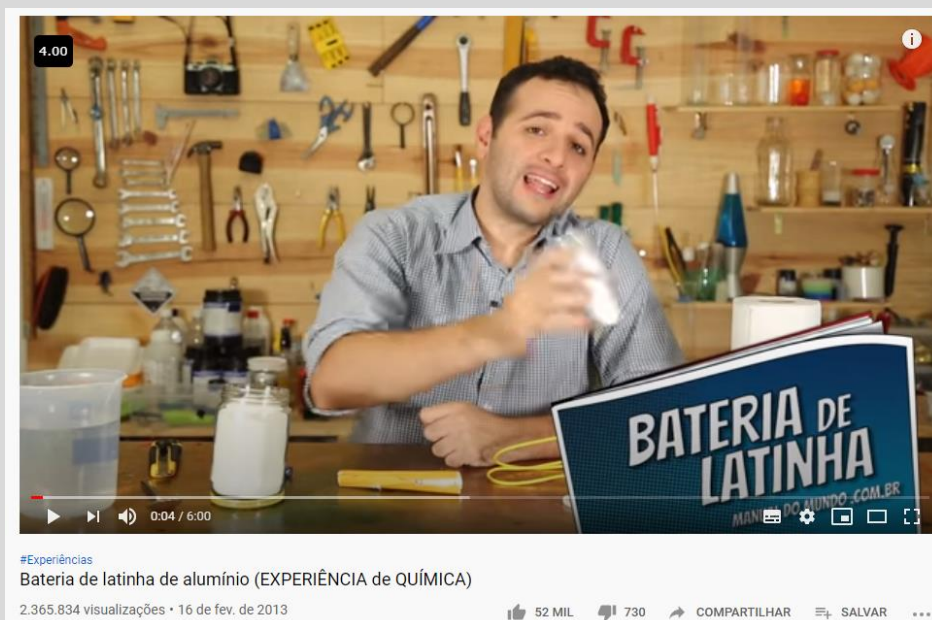 4.00
BATERIA DE
LATINHA
MANUAL DO MUNDO.COM.BR
0:04 / 6:00
#Experiências
Bateria de latinha de alumínio (EXPERIÊNCIA de QUÍMICA)
2.365.834 visualizações • 16 de fev. de 2013
52 MIL
730
COMPARTILHAR
SALVAR